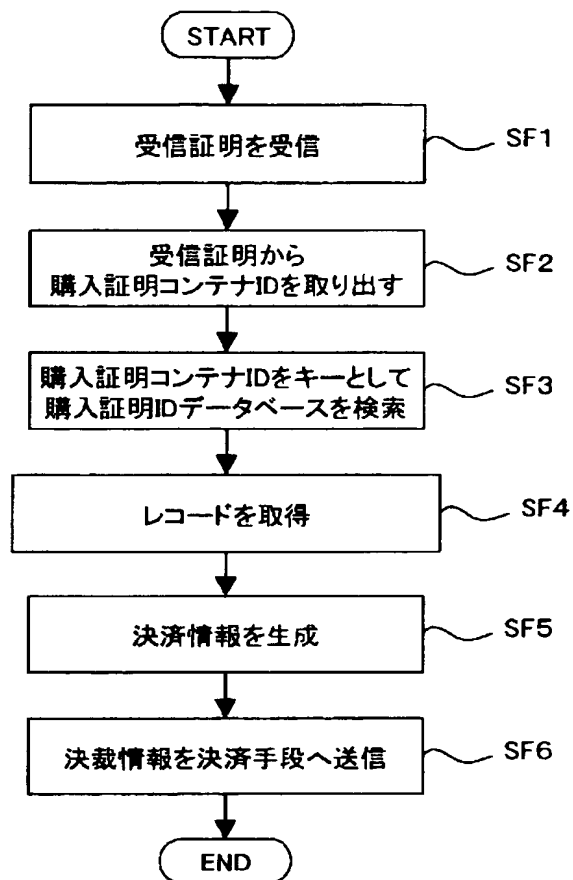 START
受信証明を受信
SF1
受信証明から
購入証明コンテナIDを取り出す
SF2
購入証明コンテナIDをキーとして
購入証明IDデータベースを検索
SF3
レコードを取得
SF4
決済情報を生成
SF5
決裁情報を決済手段へ送信
SF6
END